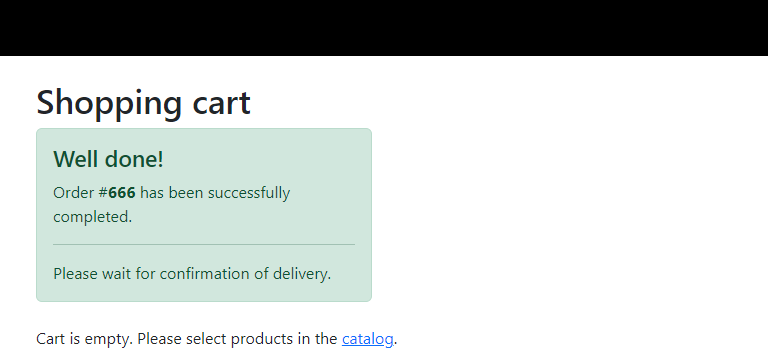 Shopping cart
Well done!
Order #666 has been successfully
completed.
Please wait for confirmation of delivery.
Cart is empty. Please select products in the catalog.